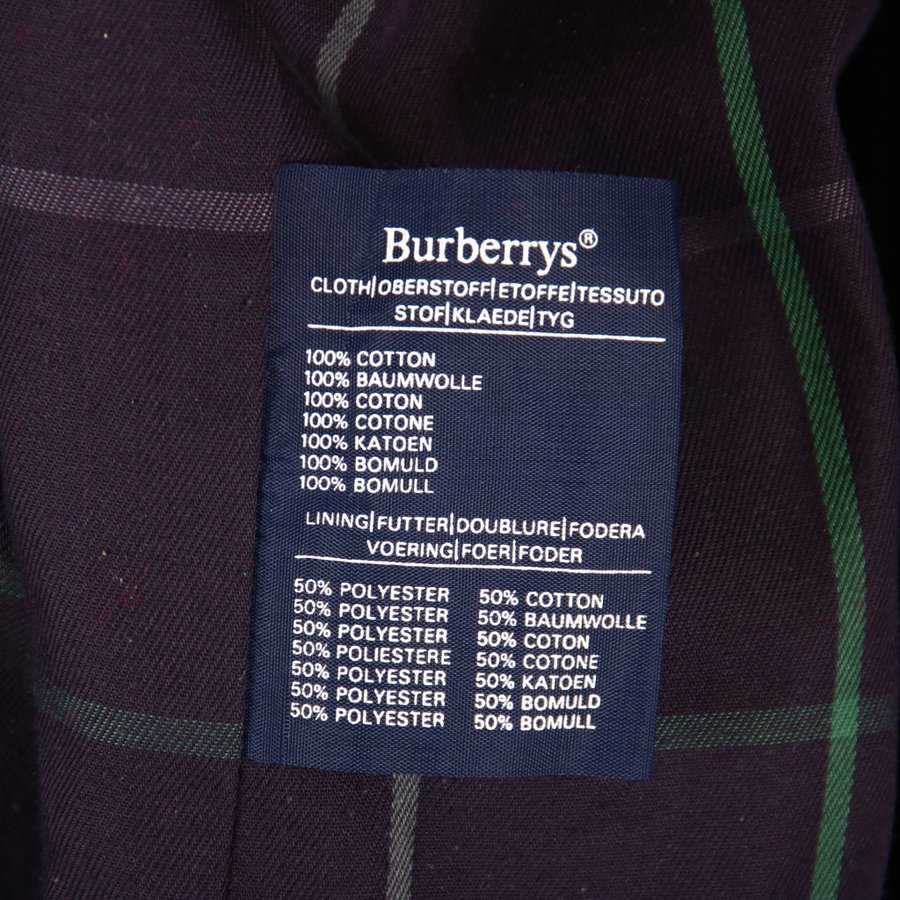 Burberrys®
CLOTH|OBERSTOFF|ETOFFE|TESSUTO
STOF|KLAEDE|TYG
100% COTTON
100% BAUMWOLLE
100% COTON
100% COTONE
100% KATOEN
100% BOMULD
100% BOMULL
LINING|FUTTER|DOUBLURE|FODERA
VOERING|FOER|FODER
50% POLYESTER 50% COTTON
50% POLYESTER 50% BAUMWOLLE
50% POLYESTER 50% COTON
50% POLIESTERE 50% COTONE
50% POLYESTER 50% KATOEN
50% POLYESTER 50% BOMULD
50% POLYESTER 50% BOMULL